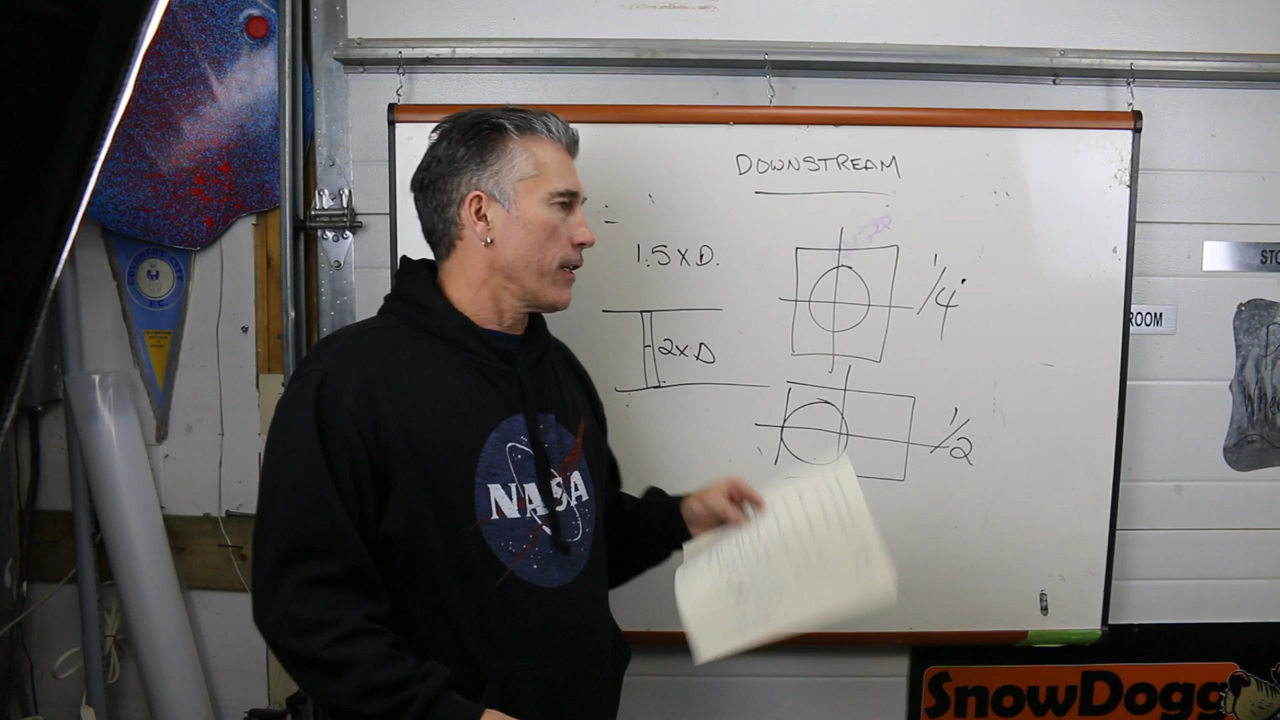 DOWNSTREAM
1.5 X D.
1/4"
2 X D
1/2
NASA
STO
ROOM
SnowDogg